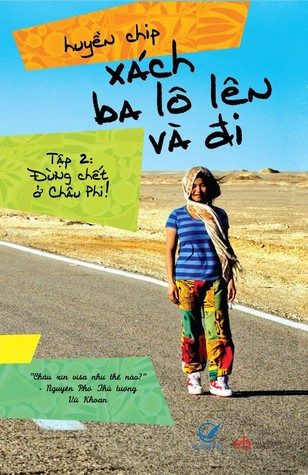 huyền chip
xách
ba lô lên
và đi
Tập 2:
Đừng chết
ở Châu Phi!
"Cháu xin visa như thế nào?"
- Nguyên Phó Thủ tướng
Vũ Khoan